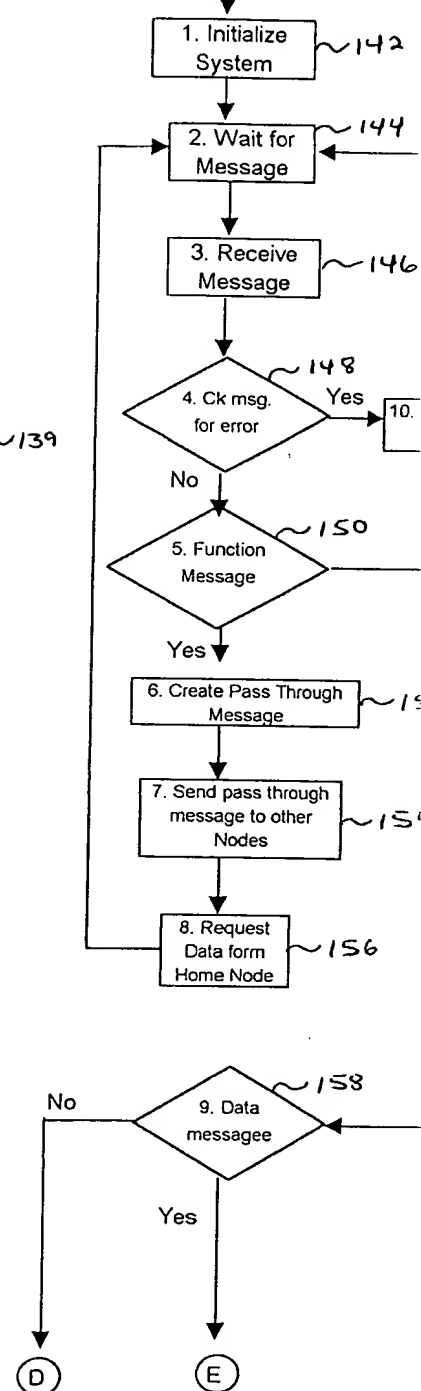 1. Initialize
System
142
2. Wait for
Message
144
3. Receive
Message
146
4. Ck msg.
for error
148
Yes
10.
139
No
5. Function
Message
150
Yes
6. Create Pass Through
Message
7. Send pass through
message to other
Nodes
8. Request
Data form
Home Node
156
9. Data
messagee
158
No
Yes
D
E